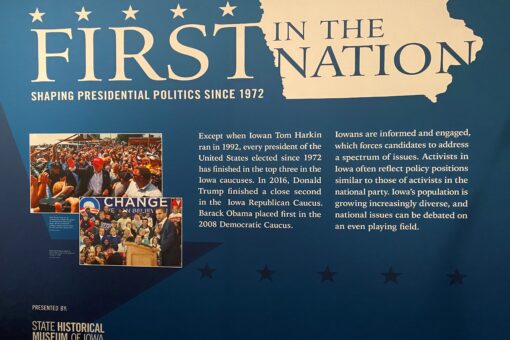 FIRST IN THE NATION
SHAPING PRESIDENTIAL POLITICS SINCE 1972
Except when Iowan Tom Harkin
ran in 1992, every president of the
United States elected since 1972
has finished in the top three in the
Iowa caucuses. In 2016, Donald
Trump finished a close second
in the Iowa Republican Caucus.
Barack Obama placed first in the
2008 Democratic Caucus.
Iowans are informed and engaged,
which forces candidates to address
a spectrum of issues. Activists in
Iowa often reflect policy positions
similar to those of activists in the
national party. Iowa's population is
growing increasingly diverse, and
national issues can be debated on
an even playing field.
CHANGE
PRESENTED BY:
STATE HISTORICAL
MUSEUM OF IOWA